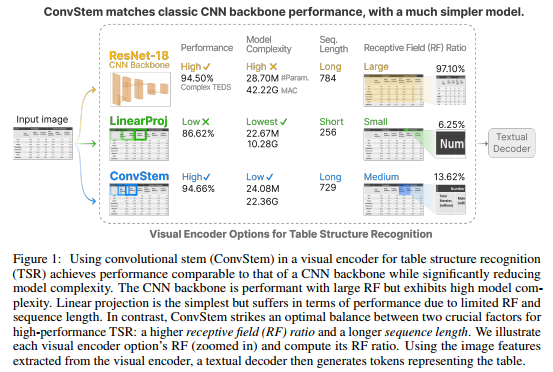 ConvStem matches classic CNN backbone performance, with a much simpler model.
Performance
Model
Complexity
Seq.
Length
Receptive Field (RF) Ratio
ResNet-18
CNN Backbone
High ✓
94.50%
Complex TEDS
High ✗
28.70M #Param.
42.22G MAC
Long
784
Large
97.10%
Input image
LinearProj
Low ✗
86.62%
Lowest ✓
22.67M
10.28G
Short
256
Small
6.25%
Num
Textual
Decoder
ConvStem
High ✓
94.66%
Low ✓
24.08M
22.36G
Long
729
Medium
13.62%
Number
Visual Encoder Options for Table Structure Recognition
Figure 1: Using convolutional stem (ConvStem) in a visual encoder for table structure recognition
(TSR) achieves performance comparable to that of a CNN backbone while significantly reducing
model complexity. The CNN backbone is performant with large RF but exhibits high model com-
plexity. Linear projection is the simplest but suffers in terms of performance due to limited RF and
sequence length. In contrast, ConvStem strikes an optimal balance between two crucial factors for
high-performance TSR: a higher receptive field (RF) ratio and a longer sequence length. We illustrate
each visual encoder option's RF (zoomed in) and compute its RF ratio. Using the image features
extracted from the visual encoder, a textual decoder then generates tokens representing the table.